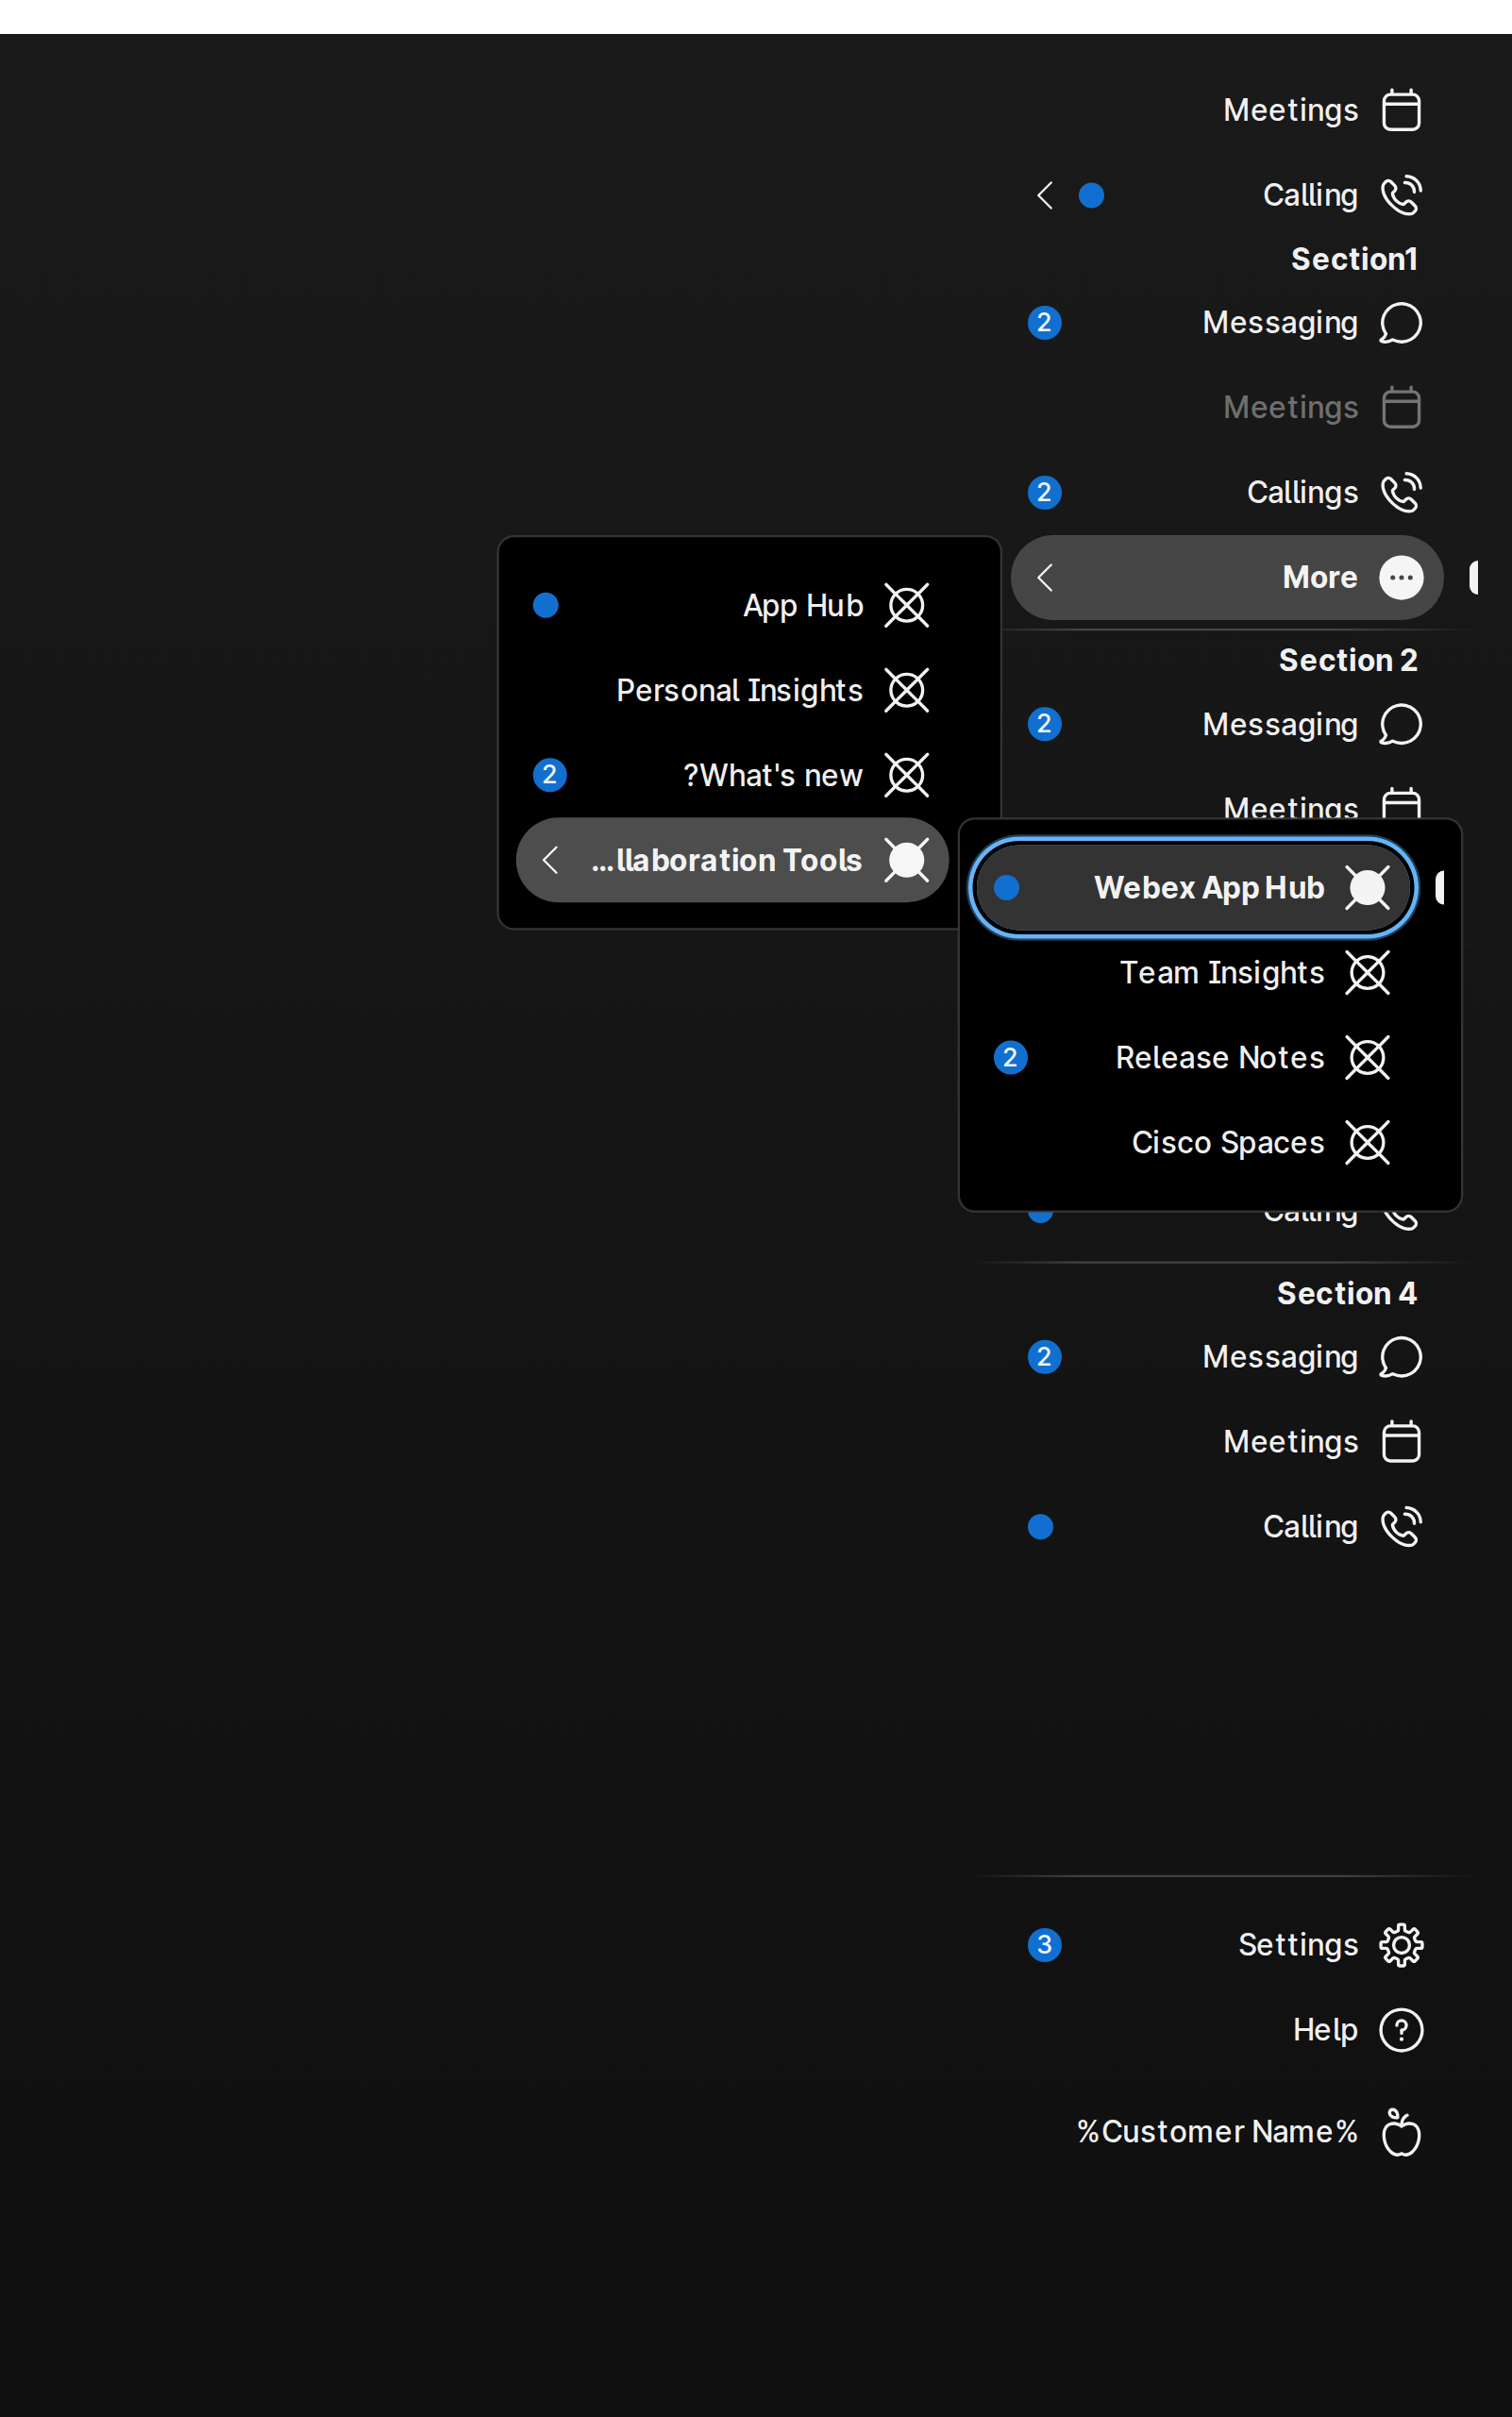 Meetings
Calling
Section1
2 Messaging
Meetings
2 Callings
More
App Hub
Personal Insights
2 ?What's new
...llaboration Tools
Section 2
2 Messaging
Meetings
Webex App Hub
Team Insights
2 Release Notes
Cisco Spaces
Calling
Section 4
2 Messaging
Meetings
Calling
3 Settings
Help
%Customer Name%